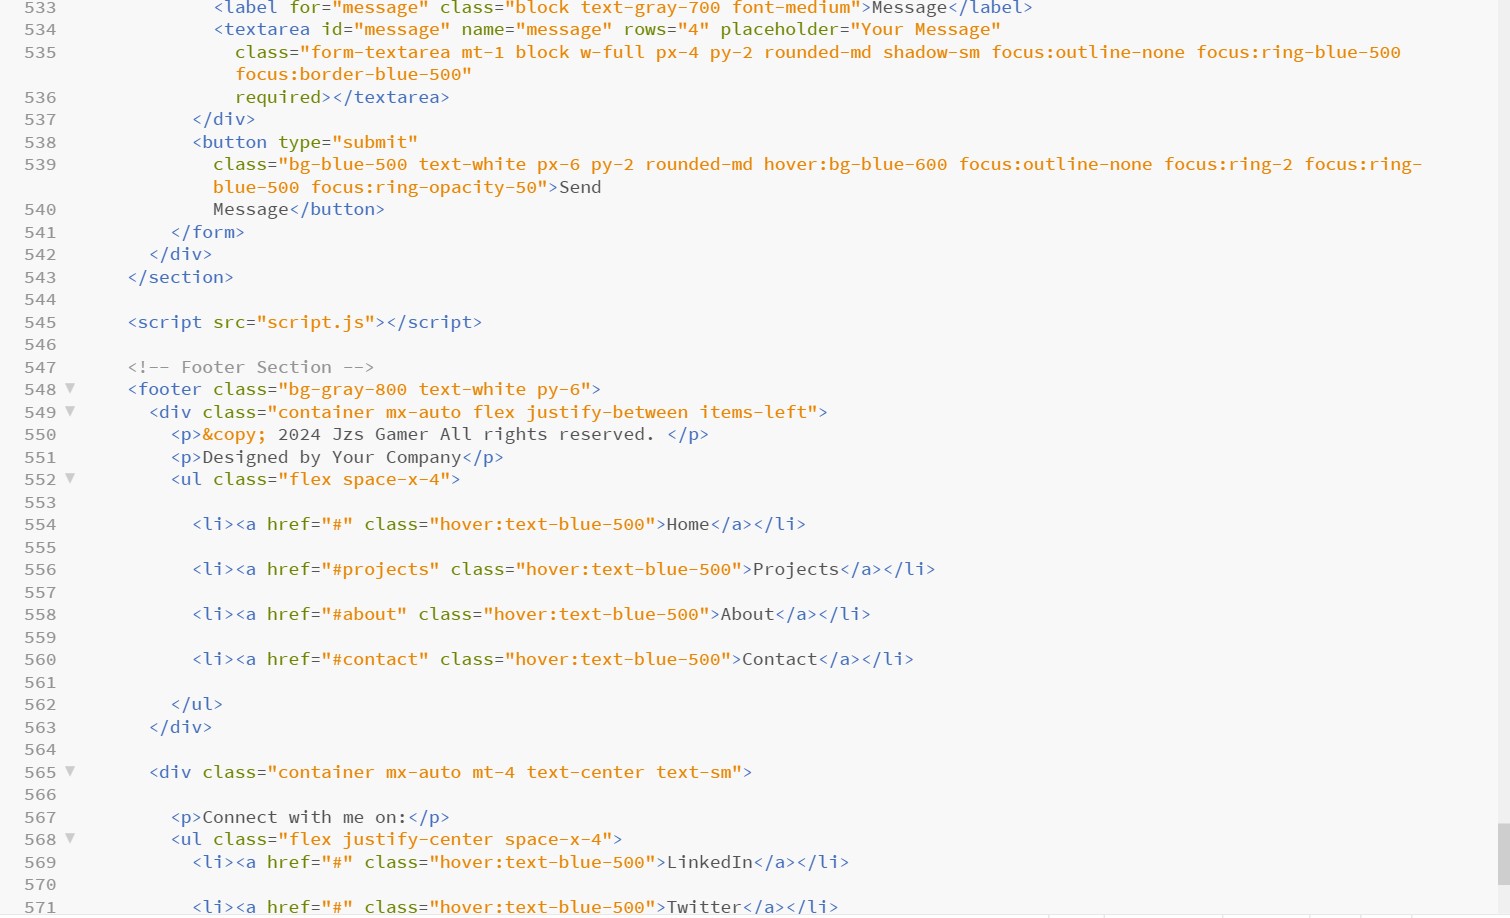 533 <label for="message" class="block text-gray-700 font-medium">Message</label>
534 <textarea id="message" name="message" rows="4" placeholder="Your Message"
535 class="form-textarea mt-1 block w-full px-4 py-2 rounded-md shadow-sm focus:outline-none focus:ring-blue-500
focus:border-blue-500"
536 required></textarea>
537 </div>
538 <button type="submit"
539 class="bg-blue-500 text-white px-6 py-2 rounded-md hover:bg-blue-600 focus:outline-none focus:ring-2 focus:ring-
blue-500 focus:ring-opacity-50">Send
540 Message</button>
541 </form>
542 </div>
543 </section>
544
545 <script src="script.js"></script>
546
547 <!-- Footer Section -->
548 <footer class="bg-gray-800 text-white py-6">
549 <div class="container mx-auto flex justify-between items-left">
550 <p>&copy; 2024 Jzs Gamer All rights reserved. </p>
551 <p>Designed by Your Company</p>
552 <ul class="flex space-x-4">
553
554 <li><a href="#" class="hover:text-blue-500">Home</a></li>
555
556 <li><a href="#projects" class="hover:text-blue-500">Projects</a></li>
557
558 <li><a href="#about" class="hover:text-blue-500">About</a></li>
559
560 <li><a href="#contact" class="hover:text-blue-500">Contact</a></li>
561
562 </ul>
563 </div>
564
565 <div class="container mx-auto mt-4 text-center text-sm">
566
567 <p>Connect with me on:</p>
568 <ul class="flex justify-center space-x-4">
569 <li><a href="#" class="hover:text-blue-500">LinkedIn</a></li>
570
571 <li><a href="#" class="hover:text-blue-500">Twitter</a></li>